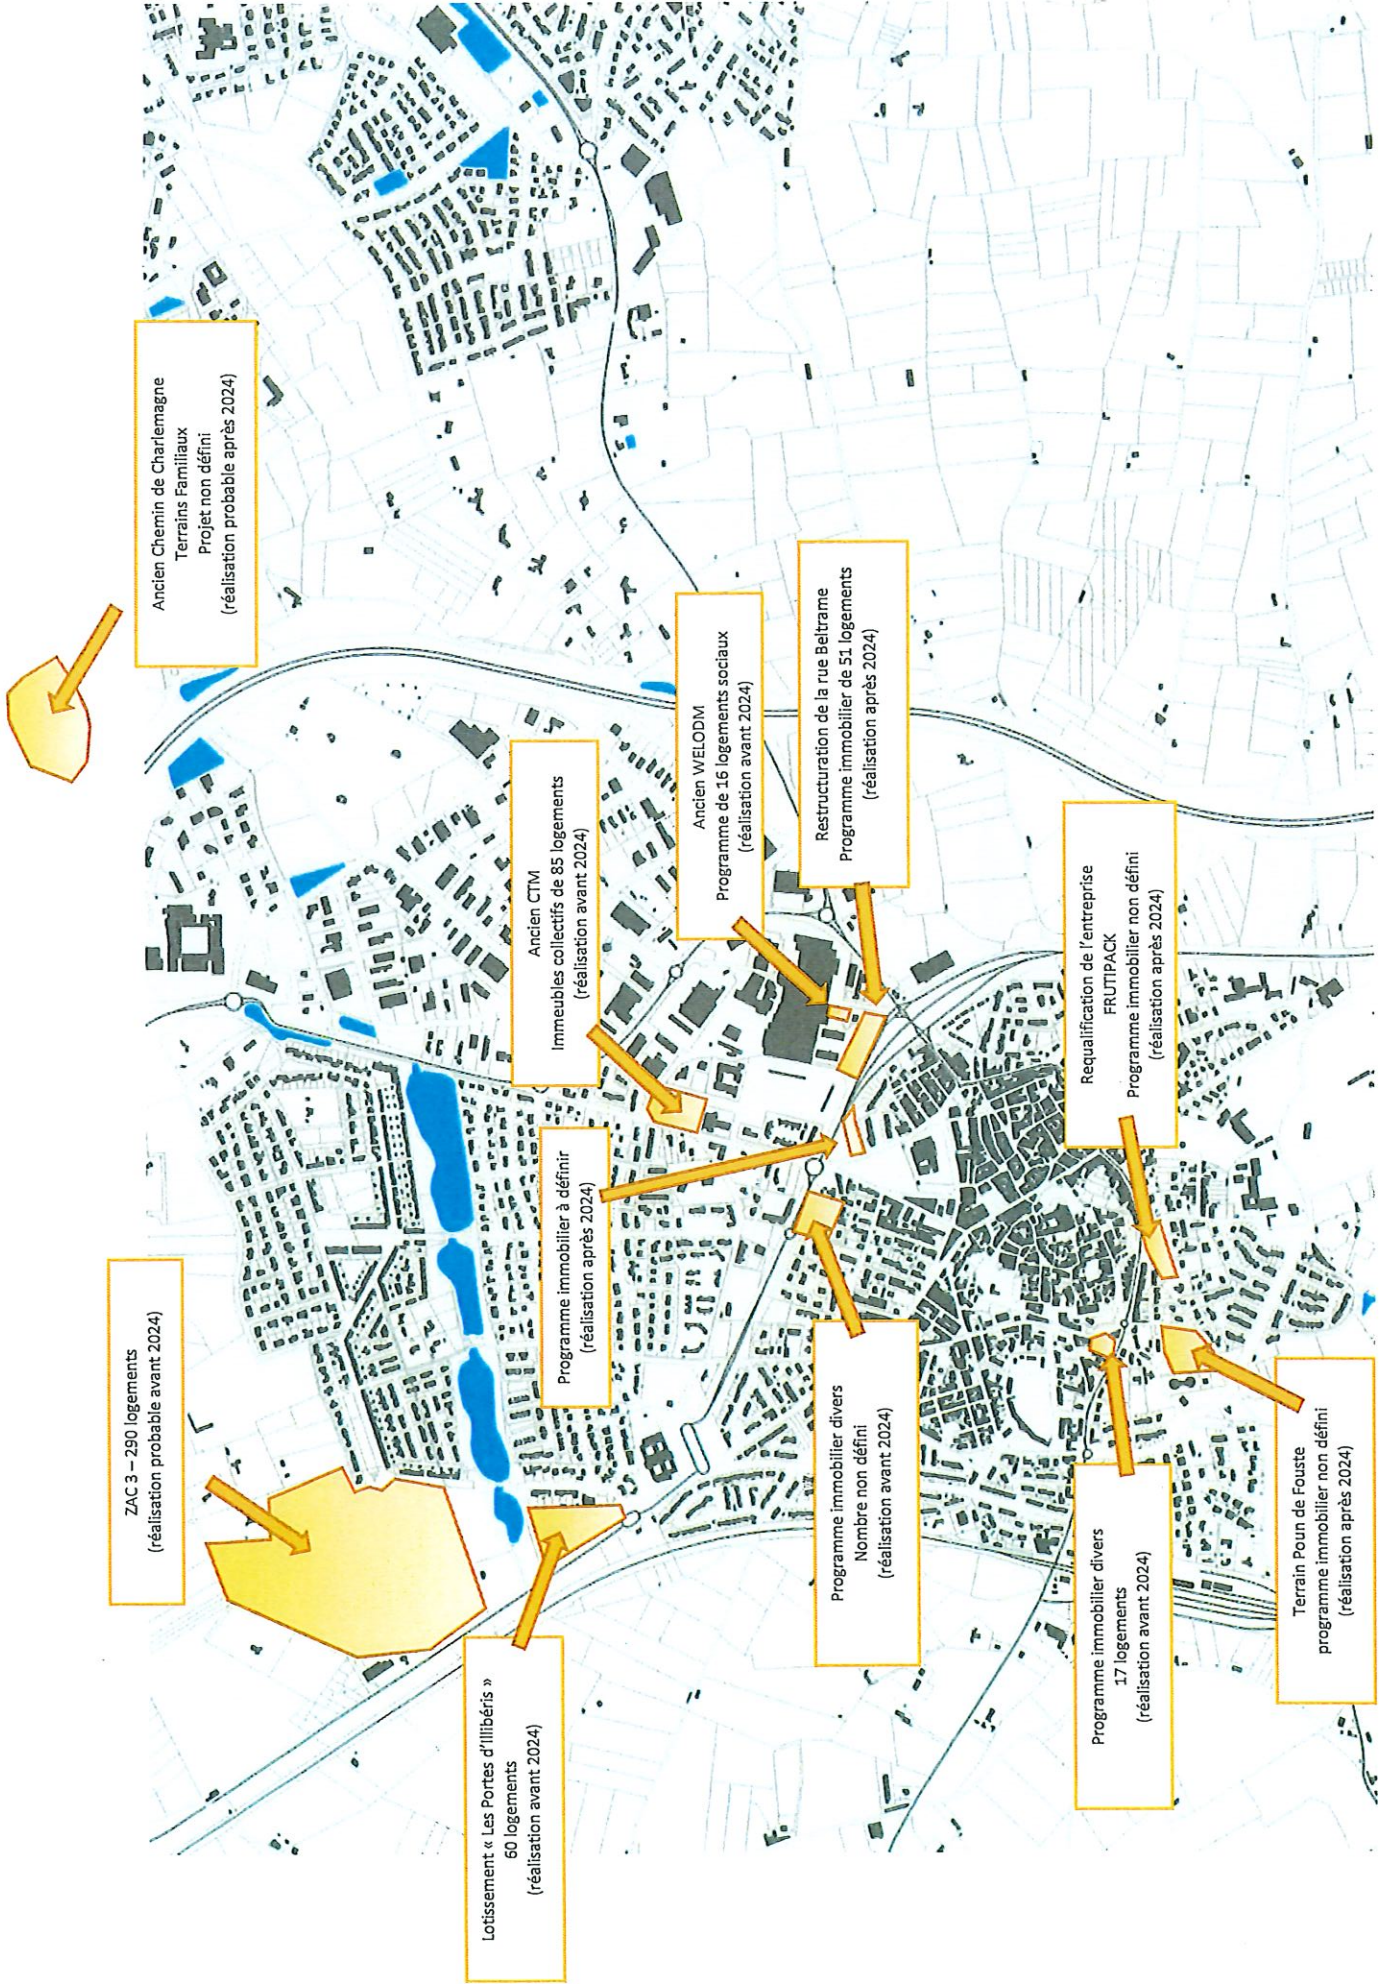 ZAC 3 – 290 logements
(réalisation probable avant 2024)
Ancien Chemin de Charlemagne
Terrains Familiaux
Projet non défini
(réalisation probable après 2024)
Lotissement « Les Portes d'Illibéris »
60 logements
(réalisation avant 2024)
Programme immobilier à définir
(réalisation après 2024)
Ancien CTM
Immeubles collectifs de 85 logements
(réalisation avant 2024)
Ancien WELODM
Programme de 16 logements sociaux
(réalisation avant 2024)
Restructuration de la rue Beltrame
Programme immobilier de 51 logements
(réalisation après 2024)
Programme immobilier divers
Nombre non défini
(réalisation avant 2024)
Programme immobilier divers
17 logements
(réalisation avant 2024)
Requalification de l'entreprise
FRUTIPACK
Programme immobilier non défini
(réalisation après 2024)
Terrain Poun de Fouste
programme immobilier non défini
(réalisation après 2024)